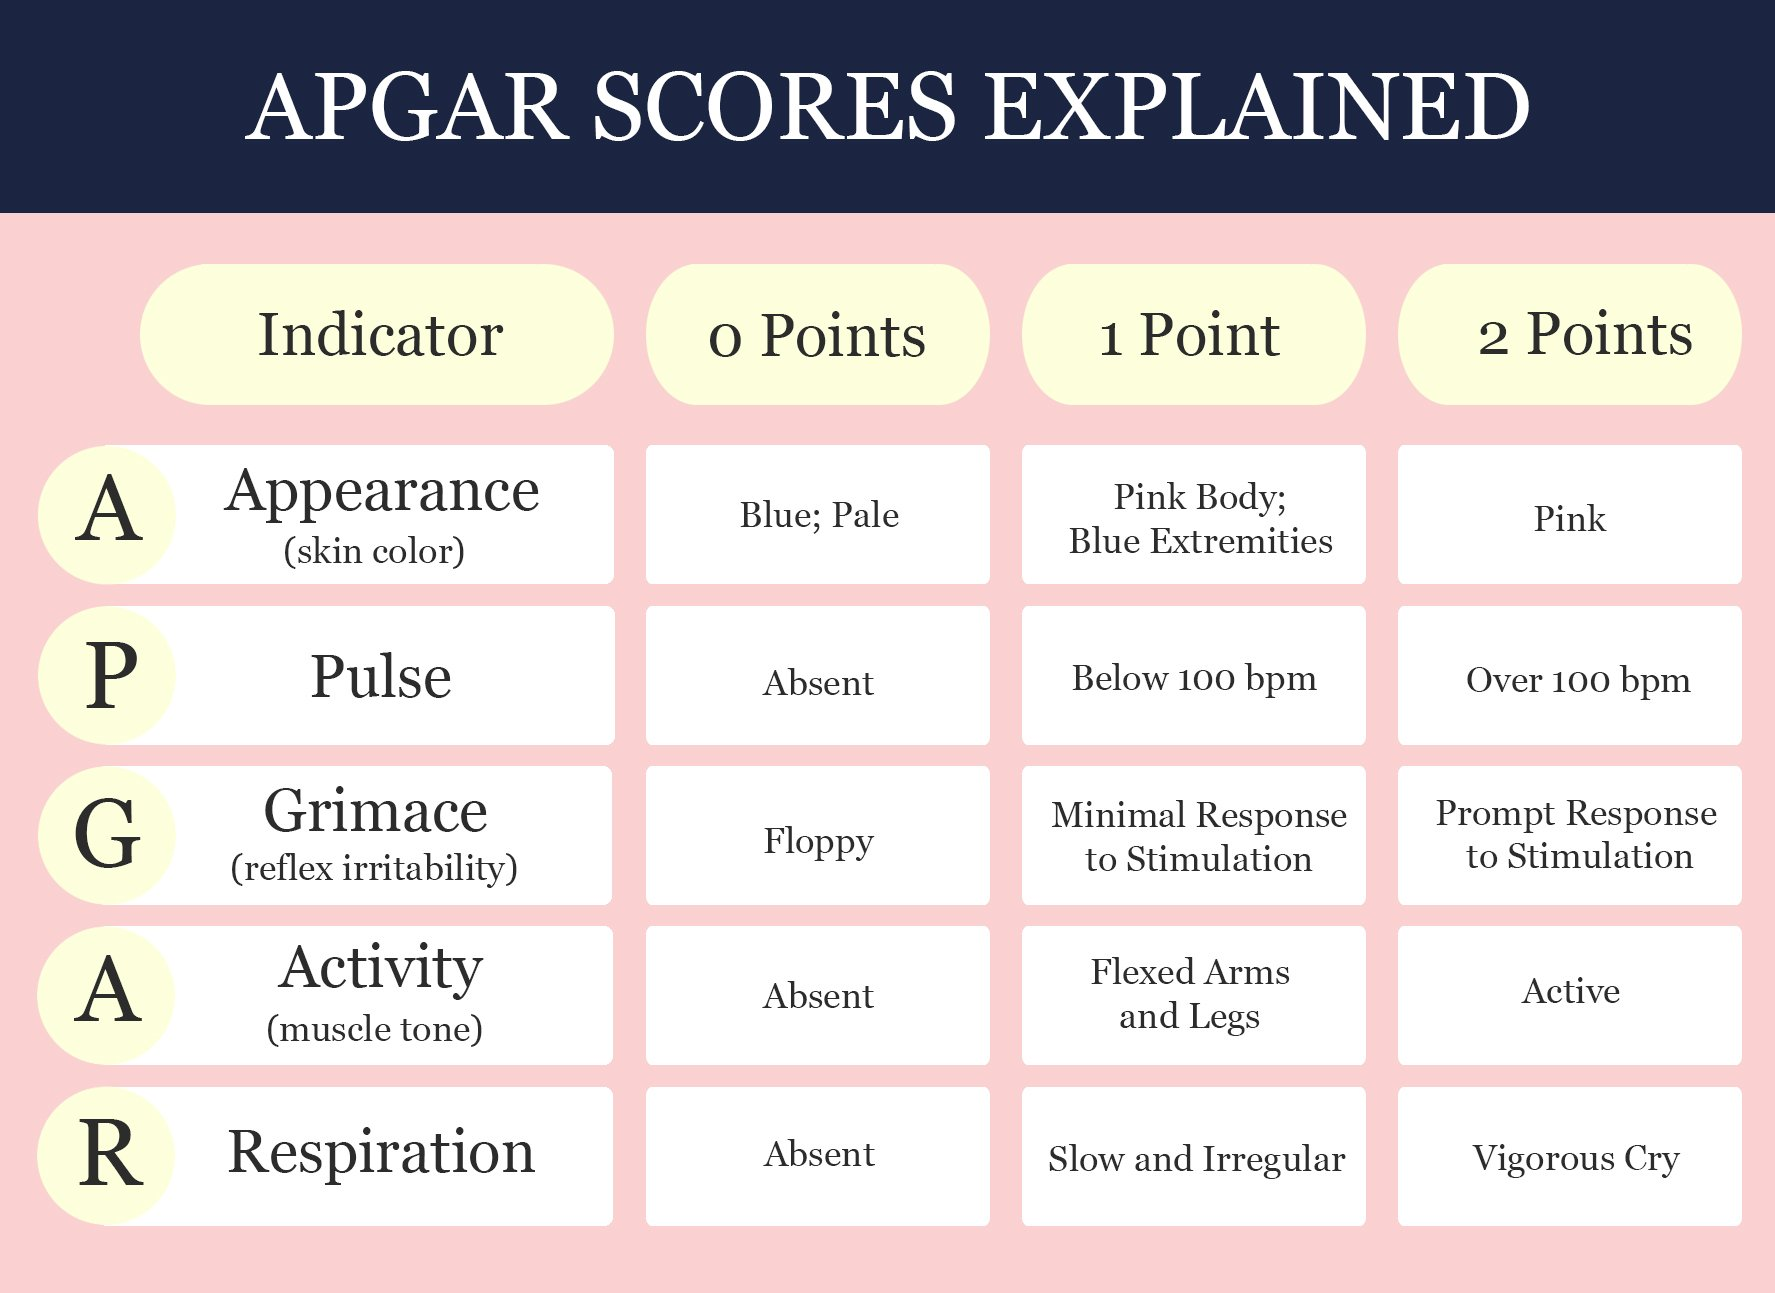 APGAR SCORES EXPLAINED
Indicator
0 Points
1 Point
2 Points
A
Appearance
(skin color)
Blue; Pale
Pink Body;
Blue Extremities
Pink
P
Pulse
Absent
Below 100 bpm
Over 100 bpm
G
Grimace
(reflex irritability)
Floppy
Minimal Response
to Stimulation
Prompt Response
to Stimulation
A
Activity
(muscle tone)
Absent
Flexed Arms
and Legs
Active
R
Respiration
Absent
Slow and Irregular
Vigorous Cry